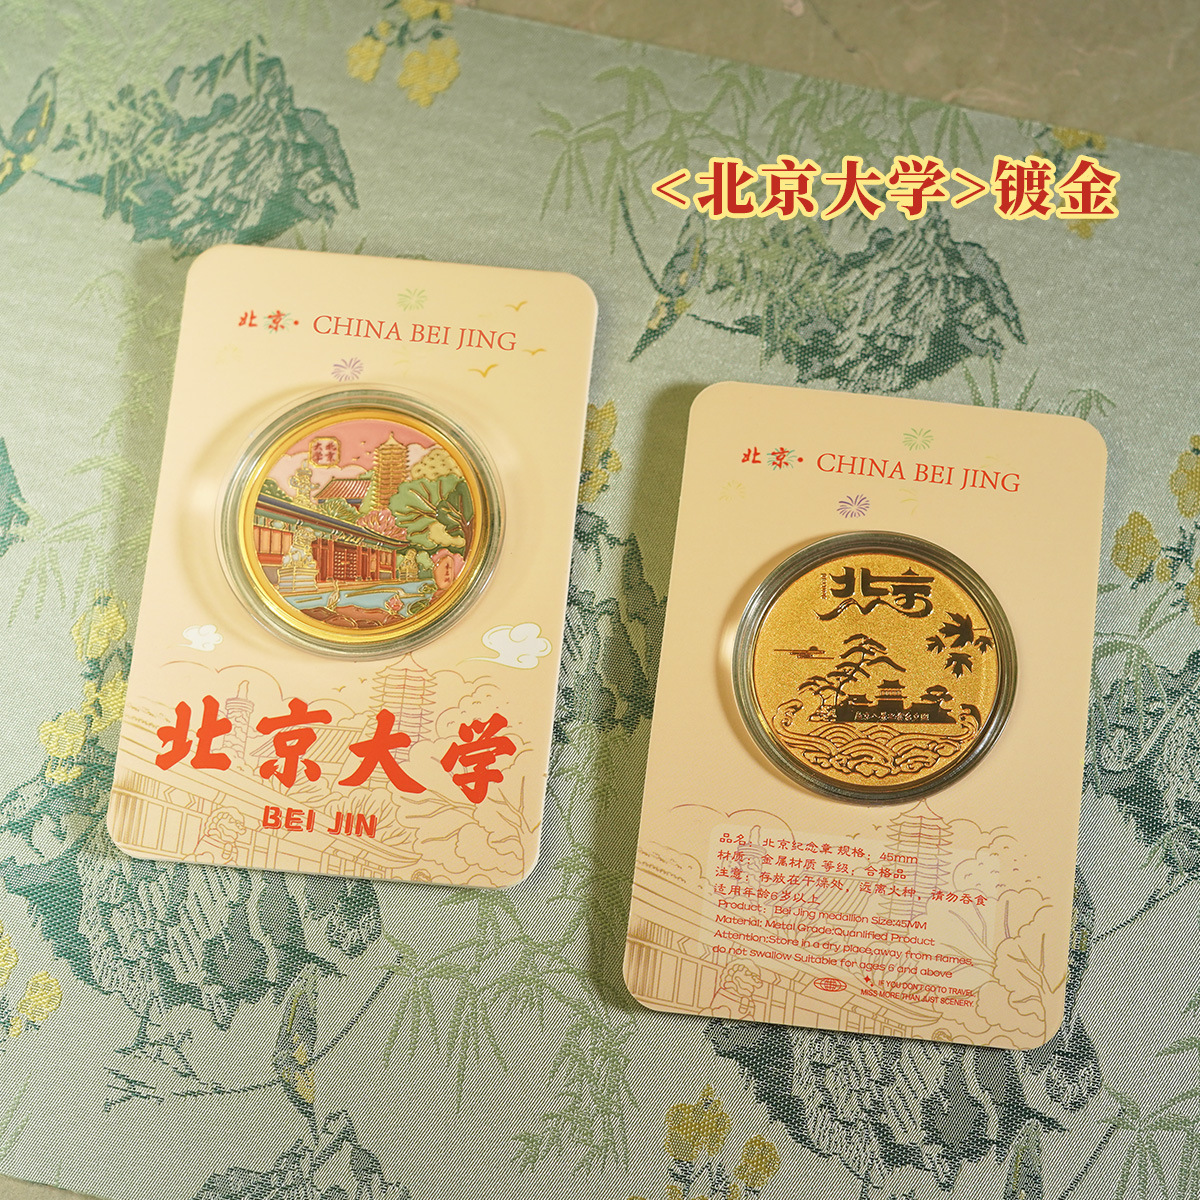 <北京大学>镀金
北京·CHINA BEI JING
北京大学
北京大学
BEI JIN
北京·CHINA BEI JING
北京
品名：北京纪念章 规格：45mm
材质：金属材质 等级：合格品
注意：存放在干燥处，远离火种，请勿吞食
适用年龄6岁以上
Product: Bei Jing medallion Size:45MM
Material: Metal Grade:Quanlified Product
Attention:Store in a dry place,away from flames,
do not swallow Suitable for ages 6 and above
IF YOU DON'T GO TO TRAVEL.
MISS MORE THAN JUST SCENERY.